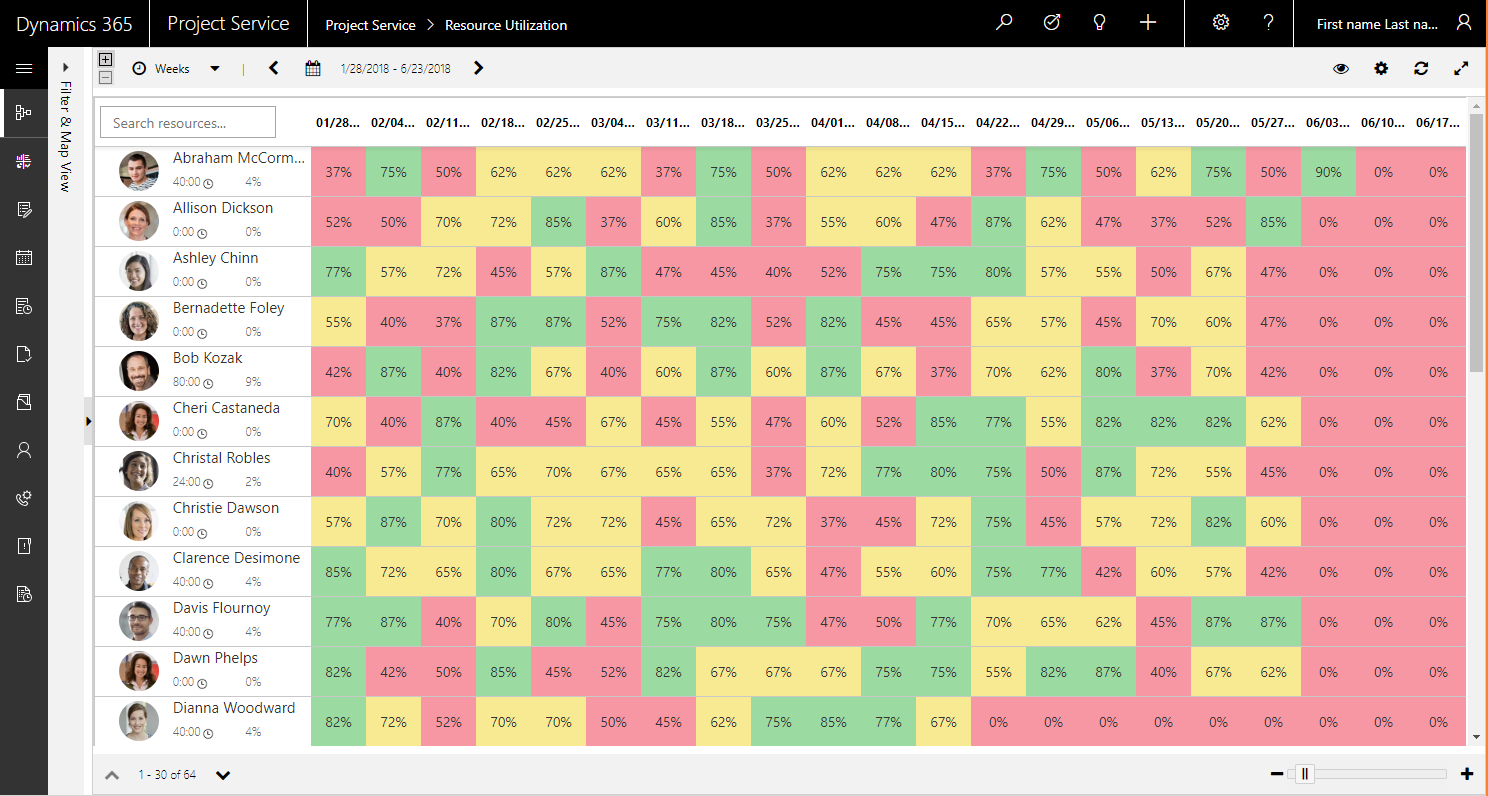 Dynamics 365 Project Service Project Service > Resource Utilization First name Last na...
Filter & Map View
Weeks | 1/28/2018 - 6/23/2018
Search resources... 01/28... 02/04... 02/11... 02/18... 02/25... 03/04... 03/11... 03/18... 03/25... 04/01... 04/08... 04/15... 04/22... 04/29... 05/06... 05/13... 05/20... 05/27... 06/03... 06/10... 06/17...
Abraham McCorm...
40:00 4%
37% 75% 50% 62% 62% 62% 37% 75% 50% 62% 62% 62% 37% 75% 50% 62% 75% 50% 90% 0% 0%
Allison Dickson
0:00 0%
52% 50% 70% 72% 85% 37% 60% 85% 37% 55% 60% 47% 87% 62% 47% 37% 52% 85% 0% 0% 0%
Ashley Chinn
0:00 0%
77% 57% 72% 45% 57% 87% 47% 45% 40% 52% 75% 75% 80% 57% 55% 50% 67% 47% 0% 0% 0%
Bernadette Foley
0:00 0%
55% 40% 37% 87% 87% 52% 75% 82% 52% 82% 45% 45% 65% 57% 45% 70% 60% 47% 0% 0% 0%
Bob Kozak
80:00 9%
42% 87% 40% 82% 67% 40% 60% 87% 60% 87% 67% 37% 70% 62% 80% 37% 70% 42% 0% 0% 0%
Cheri Castaneda
0:00 0%
70% 40% 87% 40% 45% 67% 45% 55% 47% 60% 52% 85% 77% 55% 82% 82% 82% 62% 0% 0% 0%
Christal Robles
24:00 2%
40% 57% 77% 65% 70% 67% 65% 65% 37% 72% 77% 80% 75% 50% 87% 72% 55% 45% 0% 0% 0%
Christie Dawson
0:00 0%
57% 87% 70% 80% 72% 72% 45% 65% 72% 37% 45% 72% 75% 45% 57% 72% 82% 60% 0% 0% 0%
Clarence Desimone
40:00 4%
85% 72% 65% 80% 67% 65% 77% 80% 65% 47% 55% 60% 75% 77% 42% 60% 57% 42% 0% 0% 0%
Davis Flournoy
40:00 4%
77% 87% 40% 70% 80% 45% 75% 80% 75% 47% 50% 77% 70% 65% 62% 45% 87% 87% 0% 0% 0%
Dawn Phelps
0:00 0%
82% 42% 50% 85% 45% 52% 82% 67% 67% 67% 75% 75% 55% 82% 87% 40% 67% 62% 0% 0% 0%
Dianna Woodward
40:00 4%
82% 72% 52% 70% 70% 50% 45% 62% 75% 85% 77% 67% 0% 0% 0% 0% 0% 0% 0% 0% 0%
1 - 30 of 64